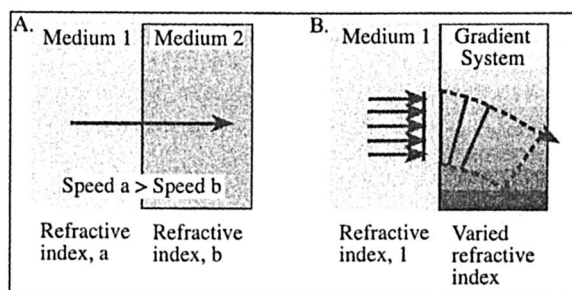 A.
Medium 1
Medium 2
Speed a > Speed b
Refractive
index, a
Refractive
index, b
B.
Medium 1
Gradient
System
Refractive
index, 1
Varied
refractive
index